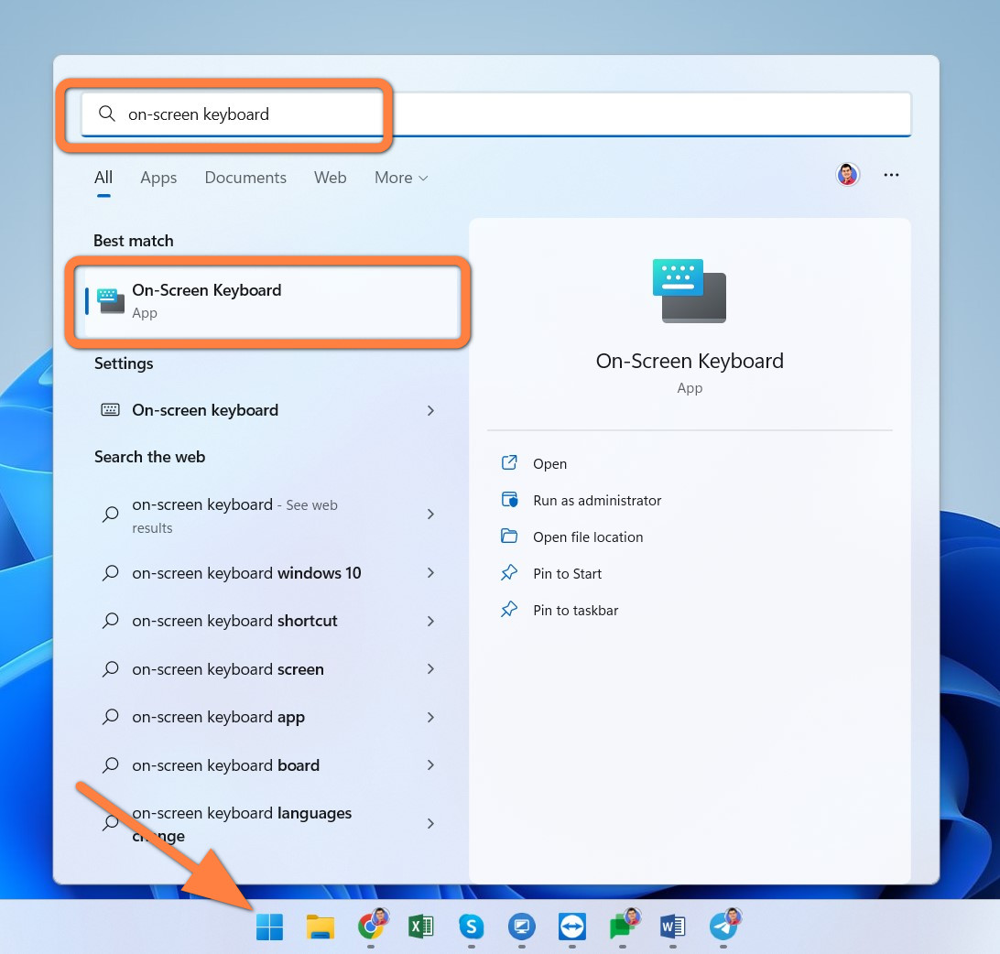 on-screen keyboard
All Apps Documents Web More
Best match
On-Screen Keyboard
App
Settings
On-screen keyboard
Search the web
on-screen keyboard - See web
results
on-screen keyboard windows 10
on-screen keyboard shortcut
on-screen keyboard screen
on-screen keyboard app
on-screen keyboard board
on-screen keyboard languages
change
On-Screen Keyboard
App
Open
Run as administrator
Open file location
Pin to Start
Pin to taskbar
X S W